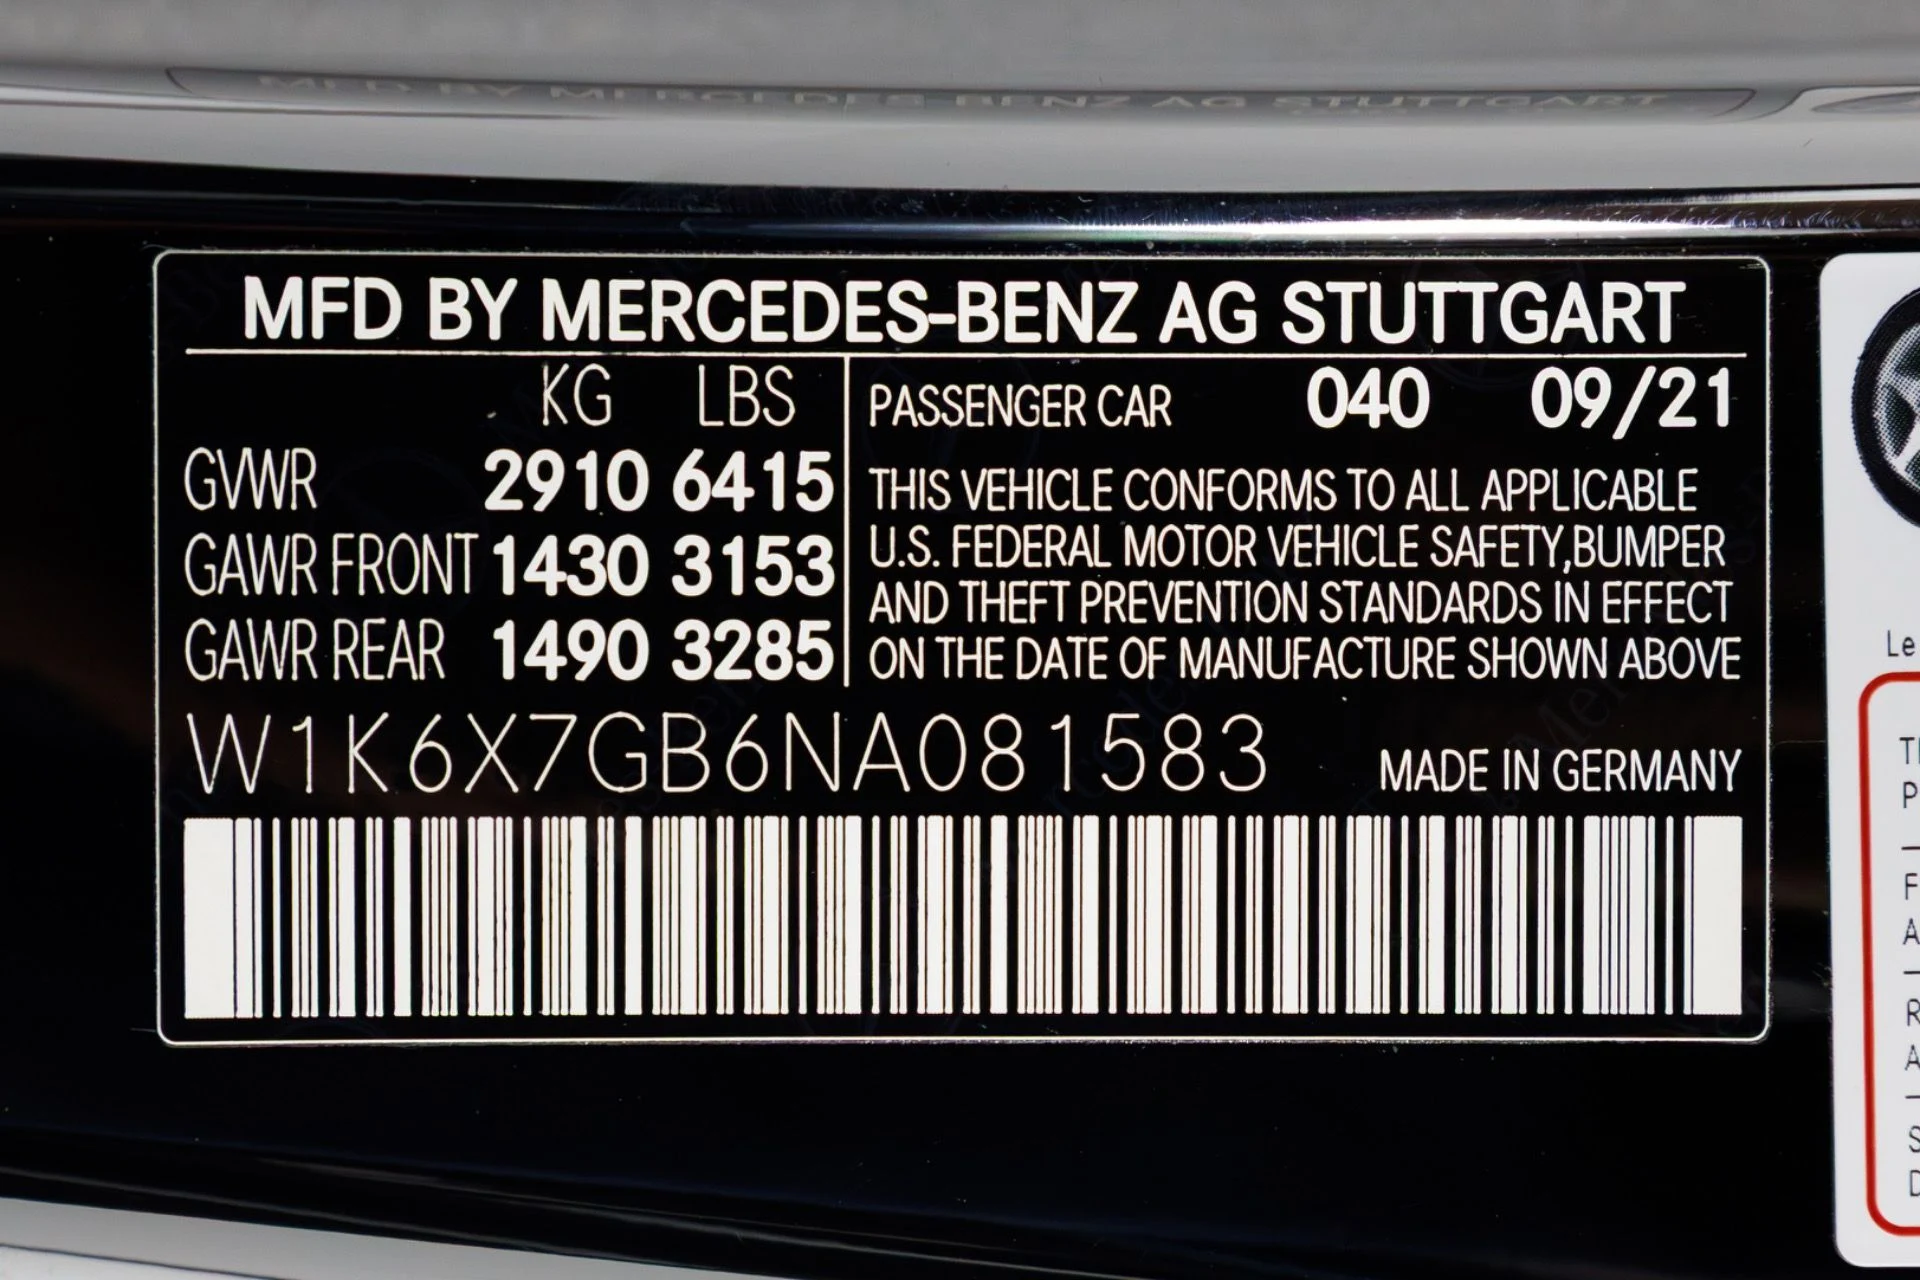 MFD BY MERCEDES-BENZ AG STUTTGART
KG LBS
GVWR 2910 6415
GAWR FRONT 1430 3153
GAWR REAR 1490 3285
PASSENGER CAR 040 09/21
THIS VEHICLE CONFORMS TO ALL APPLICABLE
U.S. FEDERAL MOTOR VEHICLE SAFETY,BUMPER
AND THEFT PREVENTION STANDARDS IN EFFECT
ON THE DATE OF MANUFACTURE SHOWN ABOVE
W1K6X7GB6NA081583
MADE IN GERMANY
Le